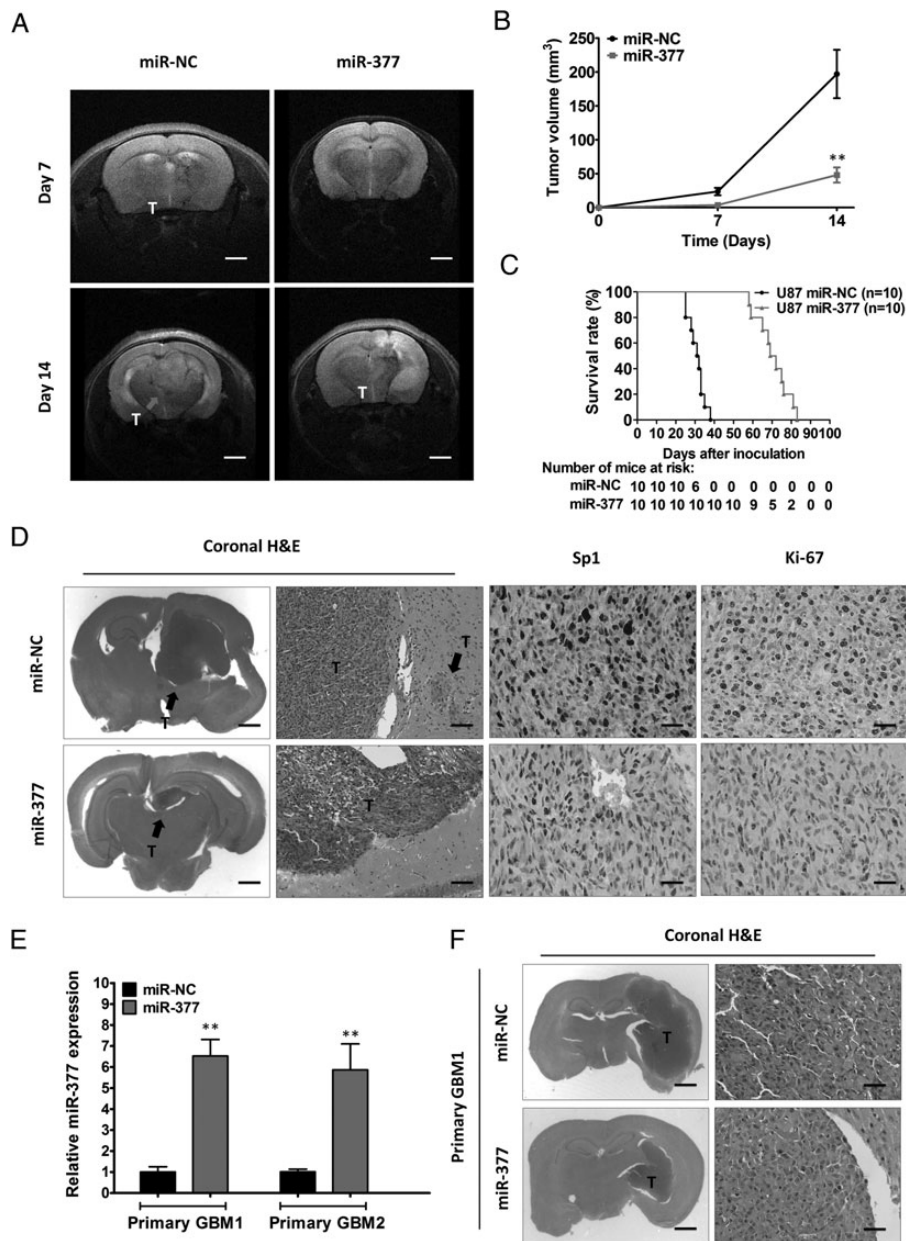 A
miR-NC
miR-377
Day 7
T
Day 14
T
T
B
miR-NC
miR-377
Tumor volume (mm3)
250
200
150
100
50
0
**
0
7
14
Time (Days)
C
U87 miR-NC (n=10)
U87 miR-377 (n=10)
Survival rate (%)
100
80
60
40
20
0
0 10 20 30 40 50 60 70 80 90 100
Days after inoculation
Number of mice at risk:
miR-NC 10 10 10 6 0 0 0 0 0 0 0
miR-377 10 10 10 10 10 10 9 5 2 0 0
D
Coronal H&E
Sp1
Ki-67
miR-NC
T
T
T
miR-377
T
T
E
miR-NC
miR-377
Relative miR-377 expression
10
9
8
7
6
5
4
3
2
1
0
**
**
Primary GBM1
Primary GBM2
F
Coronal H&E
Primary GBM1
miR-NC
T
miR-377
T